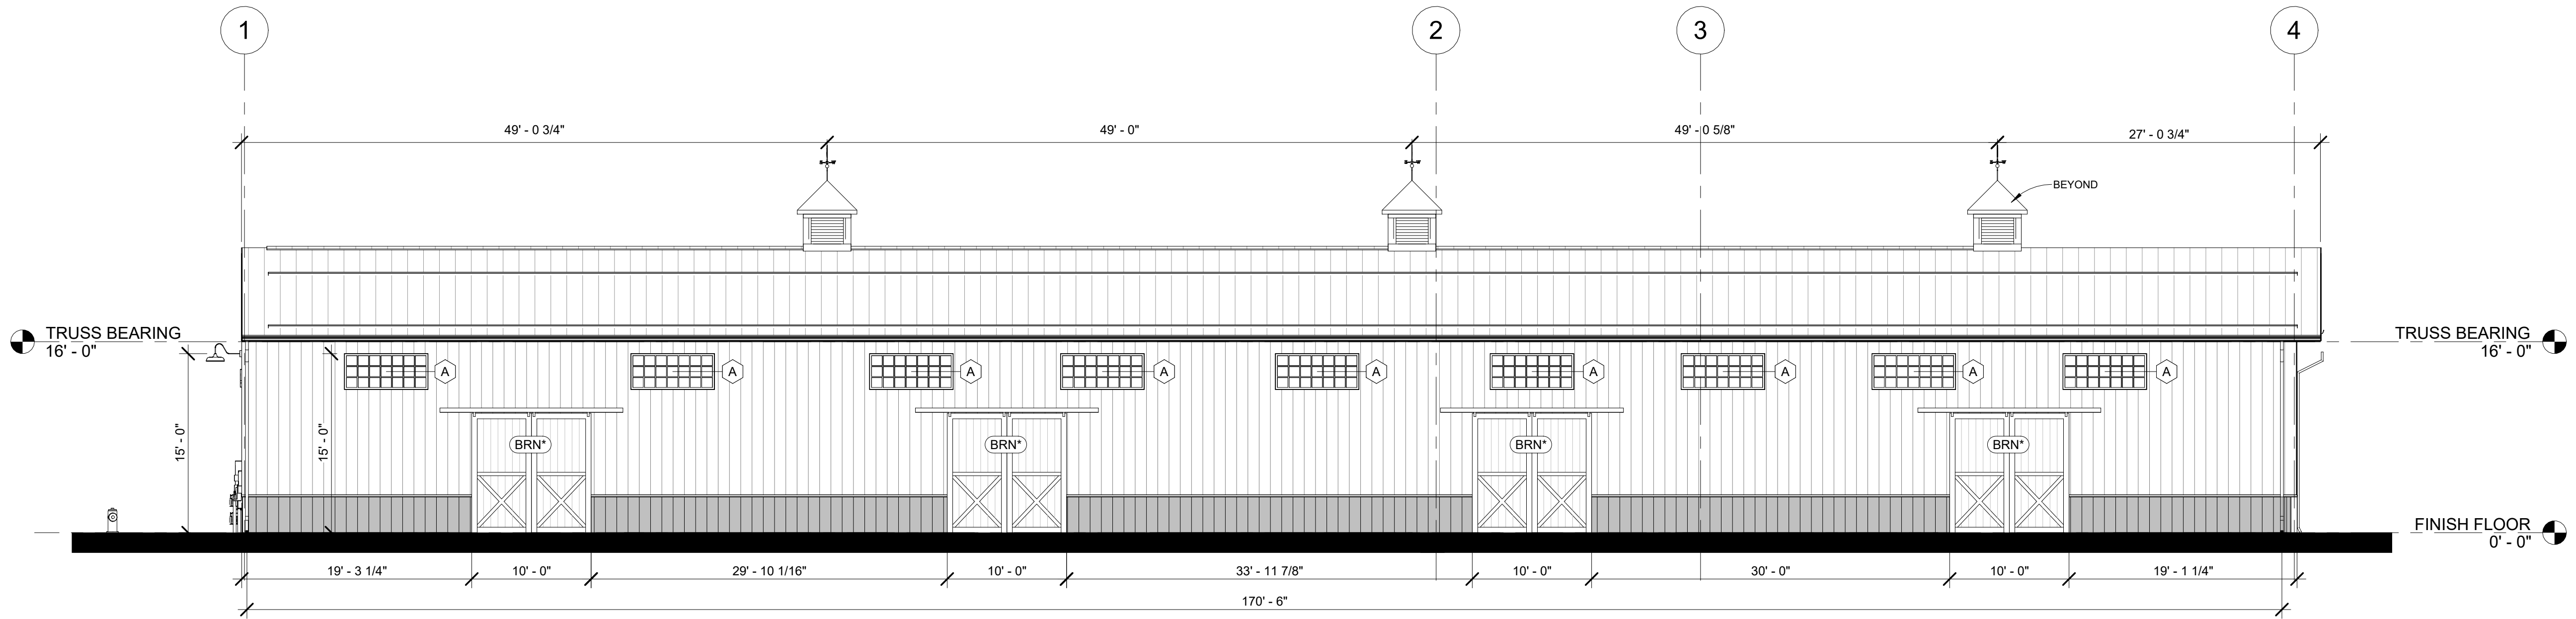 1
2
3
4
49' - 0 3/4"
49' - 0"
49' - 0 5/8"
27' - 0 3/4"
BEYOND
TRUSS BEARING
16' - 0"
TRUSS BEARING
16' - 0"
A
A
A
A
A
A
A
A
A
15' - 0"
15' - 0"
BRN*
BRN*
BRN*
BRN*
FINISH FLOOR
0' - 0"
19' - 3 1/4"
10' - 0"
29' - 10 1/16"
10' - 0"
33' - 11 7/8"
10' - 0"
30' - 0"
10' - 0"
19' - 1 1/4"
170' - 6"